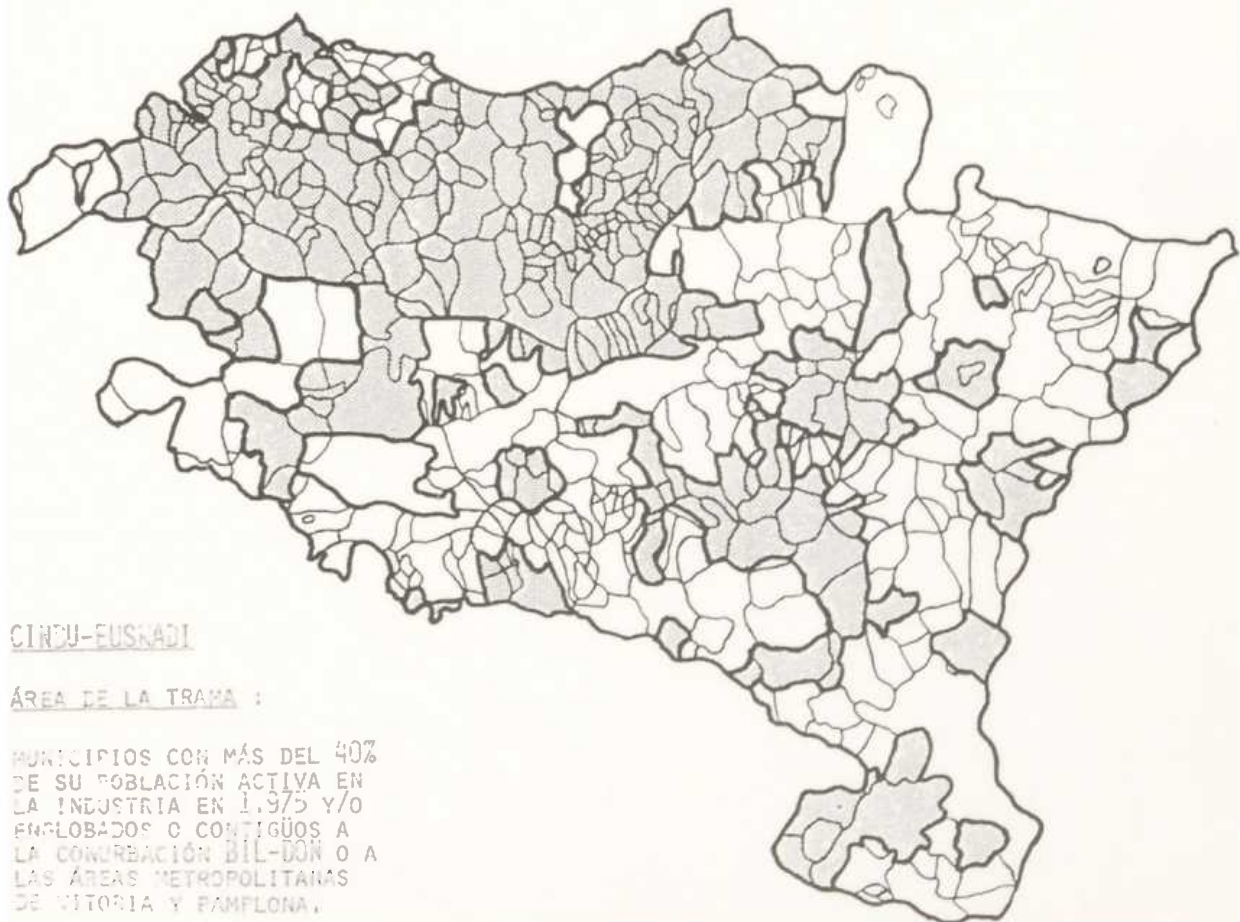 CINDU-EUSKADI
ÁREA DE LA TRAMA :
MUNICIPIOS CON MÁS DEL 40%
DE SU POBLACIÓN ACTIVA EN
LA INDUSTRIA EN 1.975 Y/O
ENGLOBADOS O CONTIGÜOS A
LA CONURBACIÓN BIL-DON O A
LAS ÁREAS METROPOLITANAS
DE VITORIA Y PAMPLONA.